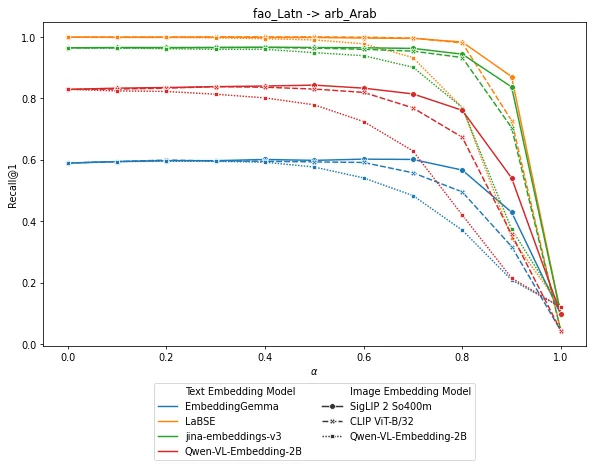 fao_Latn -> arb_Arab
Recall@1
1.0
0.8
0.6
0.4
0.2
0.0
0.0 0.2 0.4 0.6 0.8 1.0
α
Text Embedding Model
EmbeddingGemma
LaBSE
jina-embeddings-v3
Qwen-VL-Embedding-2B
Image Embedding Model
SigLIP 2 So400m
CLIP ViT-B/32
Qwen-VL-Embedding-2B